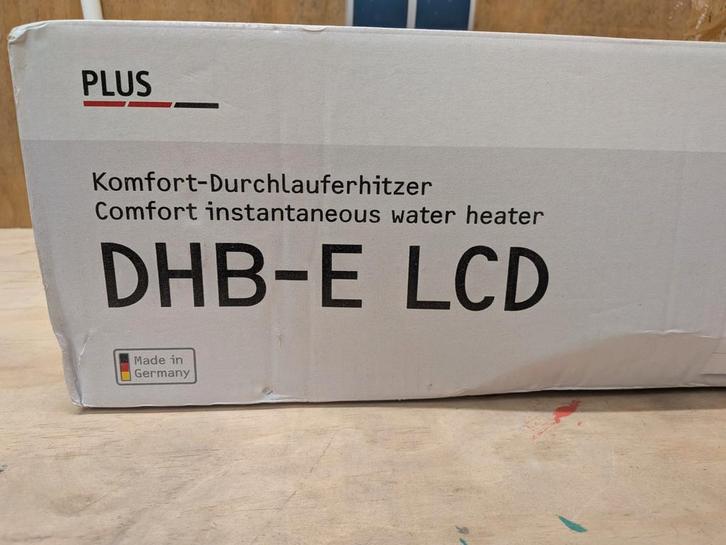 PLUS
Komfort-Durchlauferhitzer
Comfort instantaneous water heater
DHB-E LCD
Made in
Germany